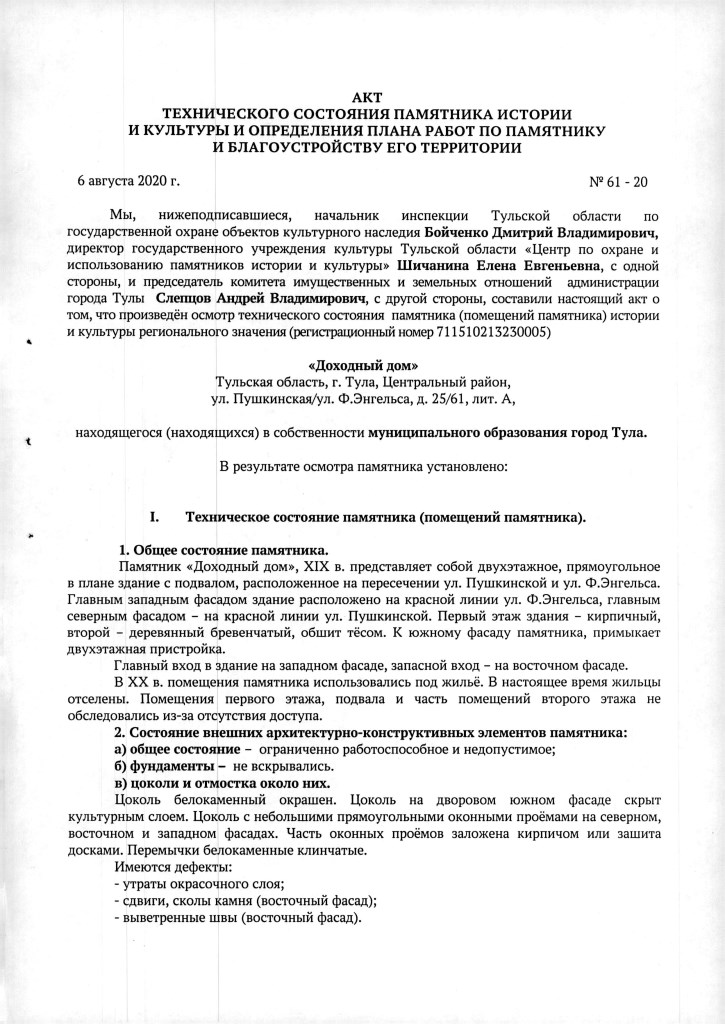 АКТ
ТЕХНИЧЕСКОГО СОСТОЯНИЯ ПАМЯТНИКА ИСТОРИИ
И КУЛЬТУРЫ И ОПРЕДЕЛЕНИЯ ПЛАНА РАБОТ ПО ПАМЯТНИКУ
И БЛАГОУСТРОЙСТВУ ЕГО ТЕРРИТОРИИ
6 августа 2020 г. № 61 - 20
Мы, нижеподписавшиеся, начальник инспекции Тульской области по
государственной охране объектов культурного наследия Бойченко Дмитрий Владимирович,
директор государственного учреждения культуры Тульской области «Центр по охране и
использованию памятников истории и культуры» Шичанина Елена Евгеньевна, с одной
стороны, и председатель комитета имущественных и земельных отношений администрации
города Тулы Слепцов Андрей Владимирович, с другой стороны, составили настоящий акт о
том, что произведён осмотр технического состояния памятника (помещений памятника) истории
и культуры регионального значения (регистрационный номер 711510213230005)
«Доходный дом»
Тульская область, г. Тула, Центральный район,
ул. Пушкинская/ул. Ф.Энгельса, д. 25/61, лит. А,
находящегося (находящихся) в собственности муниципального образования город Тула.
В результате осмотра памятника установлено:
I. Техническое состояние памятника (помещений памятника).
1. Общее состояние памятника.
Памятник «Доходный дом», XIX в. представляет собой двухэтажное, прямоугольное
в плане здание с подвалом, расположенное на пересечении ул. Пушкинской и ул. Ф.Энгельса.
Главным западным фасадом здание расположено на красной линии ул. Ф.Энгельса, главным
северным фасадом – на красной линии ул. Пушкинской. Первый этаж здания – кирпичный,
второй – деревянный бревенчатый, обшит тёсом. К южному фасаду памятника, примыкает
двухэтажная пристройка.
Главный вход в здание на западном фасаде, запасной вход – на восточном фасаде.
В XX в. помещения памятника использовались под жильё. В настоящее время жильцы
отселены. Помещения первого этажа, подвала и часть помещений второго этажа не
обследовались из-за отсутствия доступа.
2. Состояние внешних архитектурно-конструктивных элементов памятника:
а) общее состояние – ограниченно работоспособное и недопустимое;
б) фундаменты – не вскрывались.
в) цоколи и отмостка около них.
Цоколь белокаменный окрашен. Цоколь на дворовом южном фасаде скрыт
культурным слоем. Цоколь с небольшими прямоугольными оконными проёмами на северном,
восточном и западном фасадах. Часть оконных проёмов заложена кирпичом или зашита
досками. Перемычки белокаменные клинчатые.
Имеются дефекты:
- утраты окрасочного слоя;
- сдвиги, сколы камня (восточный фасад);
- выветренные швы (восточный фасад).